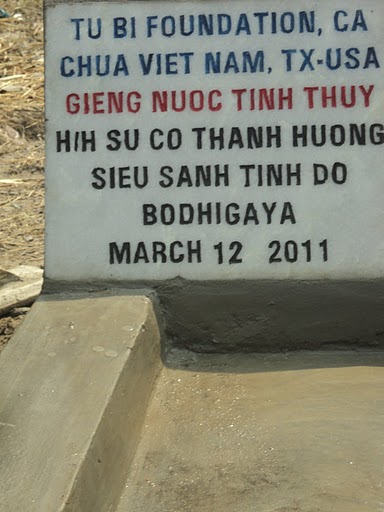 TU BI FOUNDATION, CA
CHUA VIET NAM, TX-USA
GIENG NUOC TINH THUY
H/H SU CO THANH HUONG
SIEU SANH TINH DO
BODHIGAYA
MARCH 12 2011